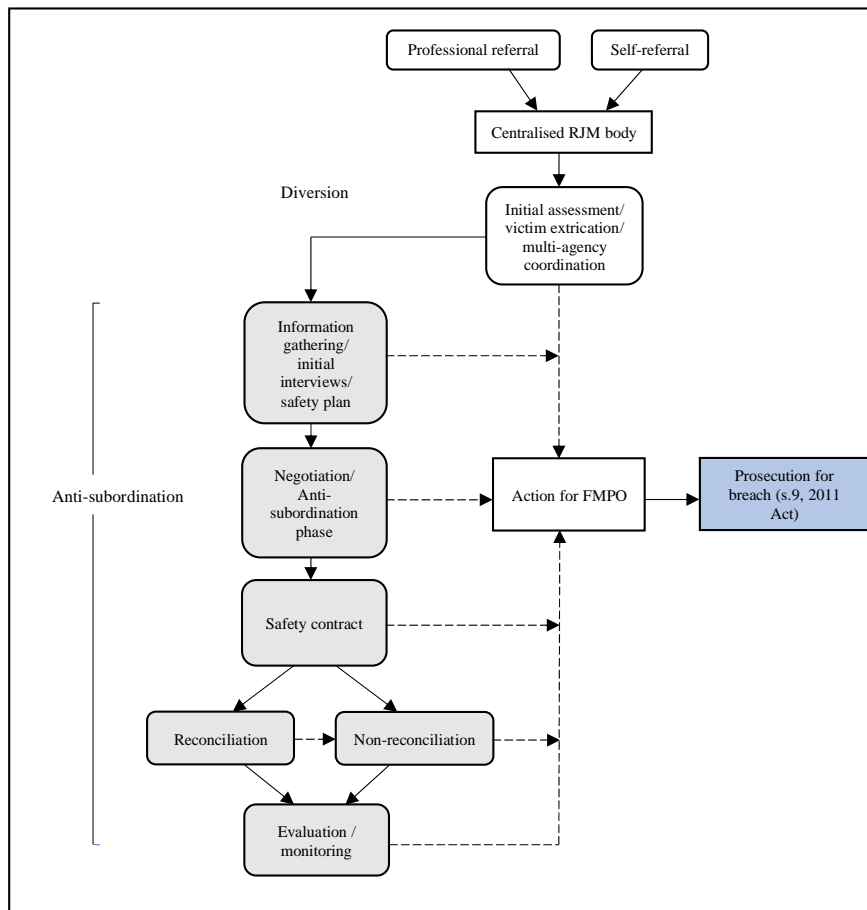 Professional referral
Self-referral
Centralised RJM body
Diversion
Initial assessment/
victim extrication/
multi-agency
coordination
Information
gathering/
initial
interviews/
safety plan
Anti-subordination
Negotiation/
Anti-
subordination
phase
Action for FMPO
Prosecution for
breach (s.9, 2011
Act)
Safety contract
Reconciliation
Non-reconciliation
Evaluation /
monitoring